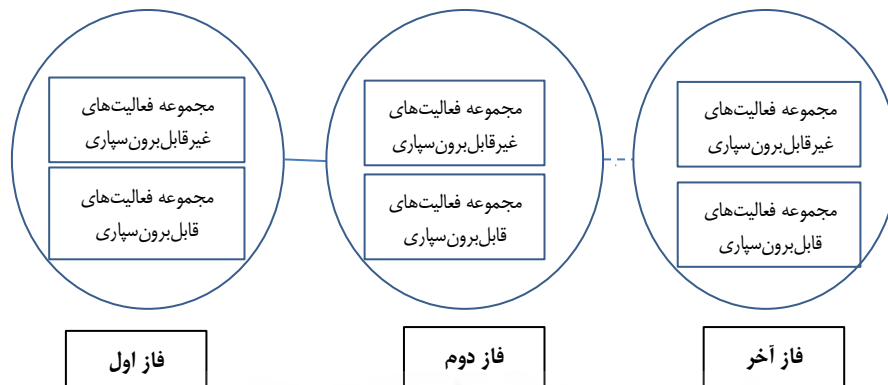 مجموعه فعالیت‌های
غیرقابل‌برون‌سپاری
مجموعه فعالیت‌های
قابل‌برون‌سپاری
فاز اول
مجموعه فعالیت‌های
غیرقابل‌برون‌سپاری
مجموعه فعالیت‌های
قابل‌برون‌سپاری
فاز دوم
مجموعه فعالیت‌های
غیرقابل‌برون‌سپاری
مجموعه فعالیت‌های
قابل‌برون‌سپاری
فاز آخر